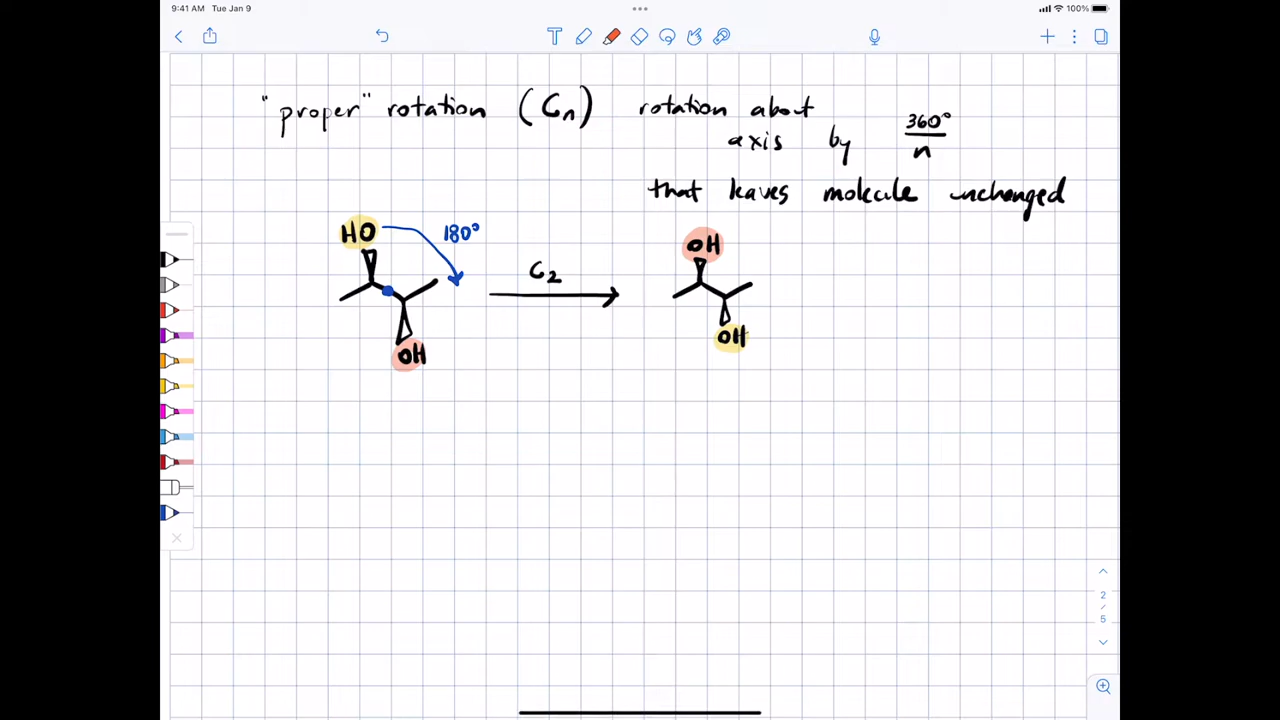 9:41 AM Tue Jan 9
100%
"proper" rotation (Cn) rotation about
axis by 360°
n
that leaves molecule unchanged
HO
180°
C2
OH
OH
OH
2
/
5